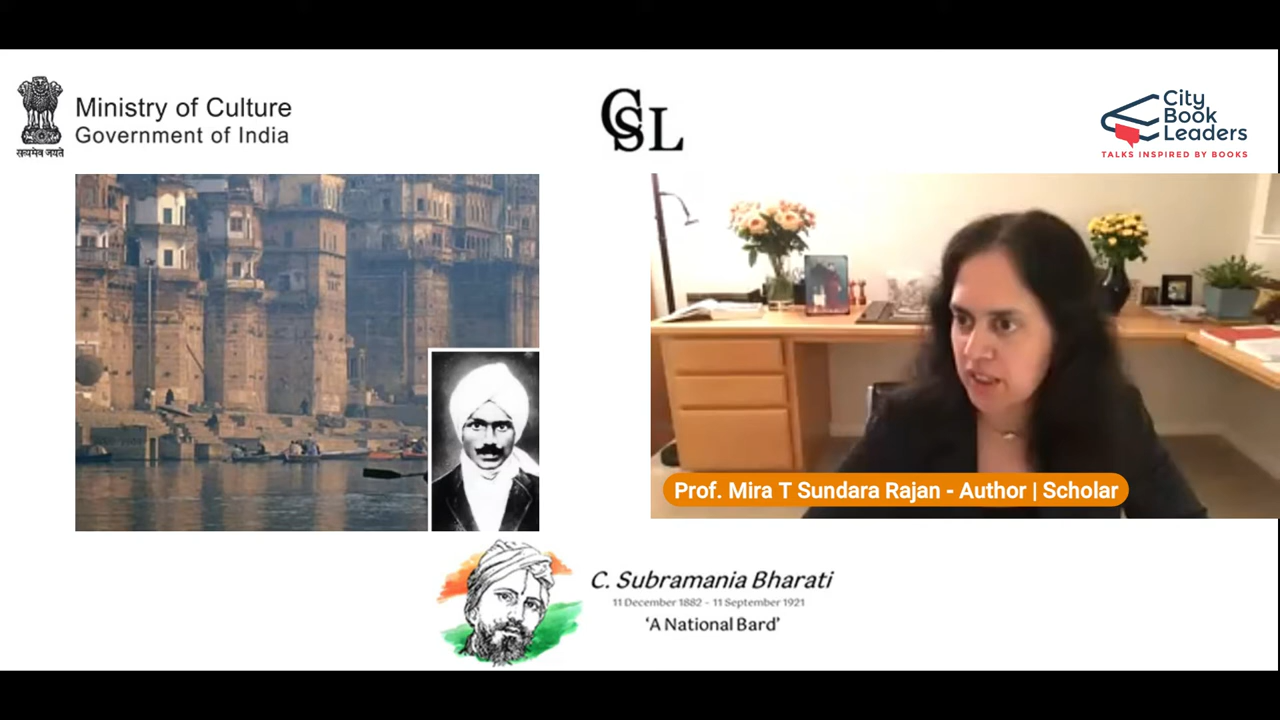 Ministry of Culture
Government of India
सत्यमेव जयते
CSL
City
Book
Leaders
TALKS INSPIRED BY BOOKS
Prof. Mira T Sundara Rajan - Author | Scholar
C. Subramania Bharati
11 December 1882 - 11 September 1921
'A National Bard'